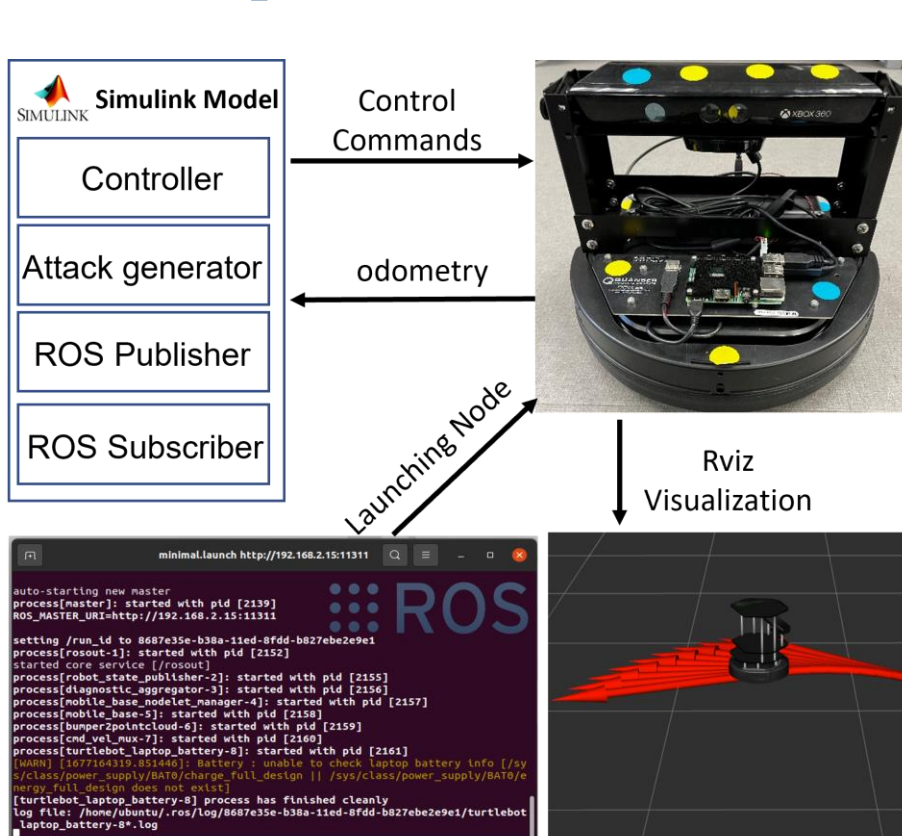 SIMULINK
Simulink Model
Controller
Attack generator
ROS Publisher
ROS Subscriber
Control
Commands
odometry
XBOX 360
QUANSER
Launching Node
Rviz
Visualization
minimal.launch http://192.168.2.15:11311
ROS
auto-starting new master
process[master]: started with pid [2139]
ROS_MASTER_URI=http://192.168.2.15:11311
setting /run_id to 8687e35e-b38a-11ed-8fdd-b827ebe2e9e1
process[rosout-1]: started with pid [2152]
started core service [/rosout]
process[robot_state_publisher-2]: started with pid [2155]
process[diagnostic_aggregator-3]: started with pid [2156]
process[mobile_base_nodelet_manager-4]: started with pid [2157]
process[mobile_base-5]: started with pid [2158]
process[bumper2pointcloud-6]: started with pid [2159]
process[cmd_vel_mux-7]: started with pid [2160]
process[turtlebot_laptop_battery-8]: started with pid [2161]
[WARN] [1677164319.851446]: Battery : unable to check laptop battery info [/sy
s/class/power_supply/BAT0/charge_full_design || /sys/class/power_supply/BAT0/e
nergy_full_design does not exist]
[turtlebot_laptop_battery-8] process has finished cleanly
log file: /home/ubuntu/.ros/log/8687e35e-b38a-11ed-8fdd-b827ebe2e9e1/turtlebot
_laptop_battery-8*.log